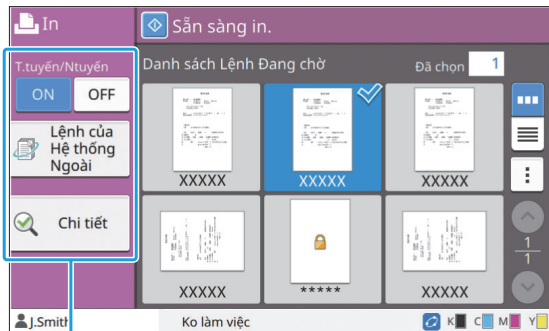 In
Sẵn sàng in.
T.tuyến/Ntuyến
ON OFF
Lệnh của
Hệ thống
Ngoài
Chi tiết
Danh sách Lệnh Đang chờ
Đã chọn 1
XXXXX XXXXX XXXXX
XXXXX ***** XXXXX
1
1
J.Smith
Ko làm việc
K C M Y